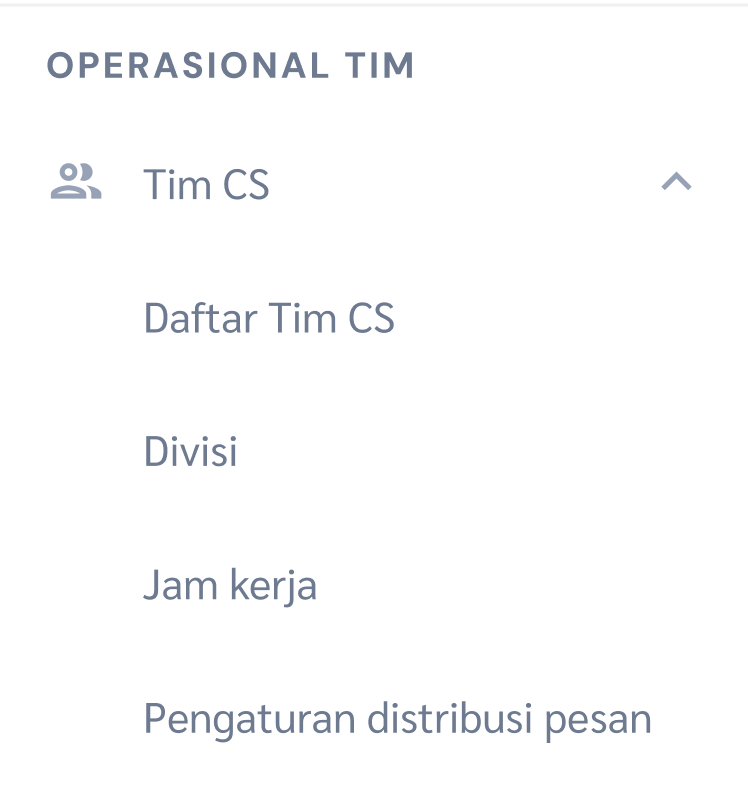 OPERASIONAL TIM
Tim CS
Daftar Tim CS
Divisi
Jam kerja
Pengaturan distribusi pesan